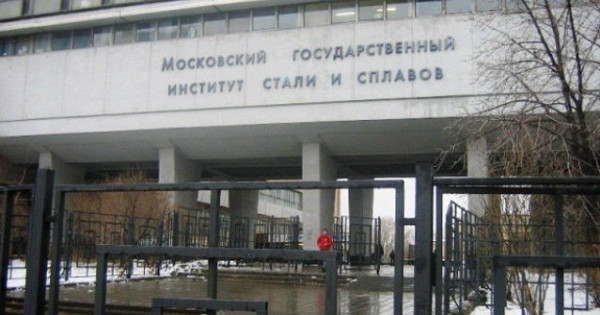 Московский государственный
институт стали и сплавов